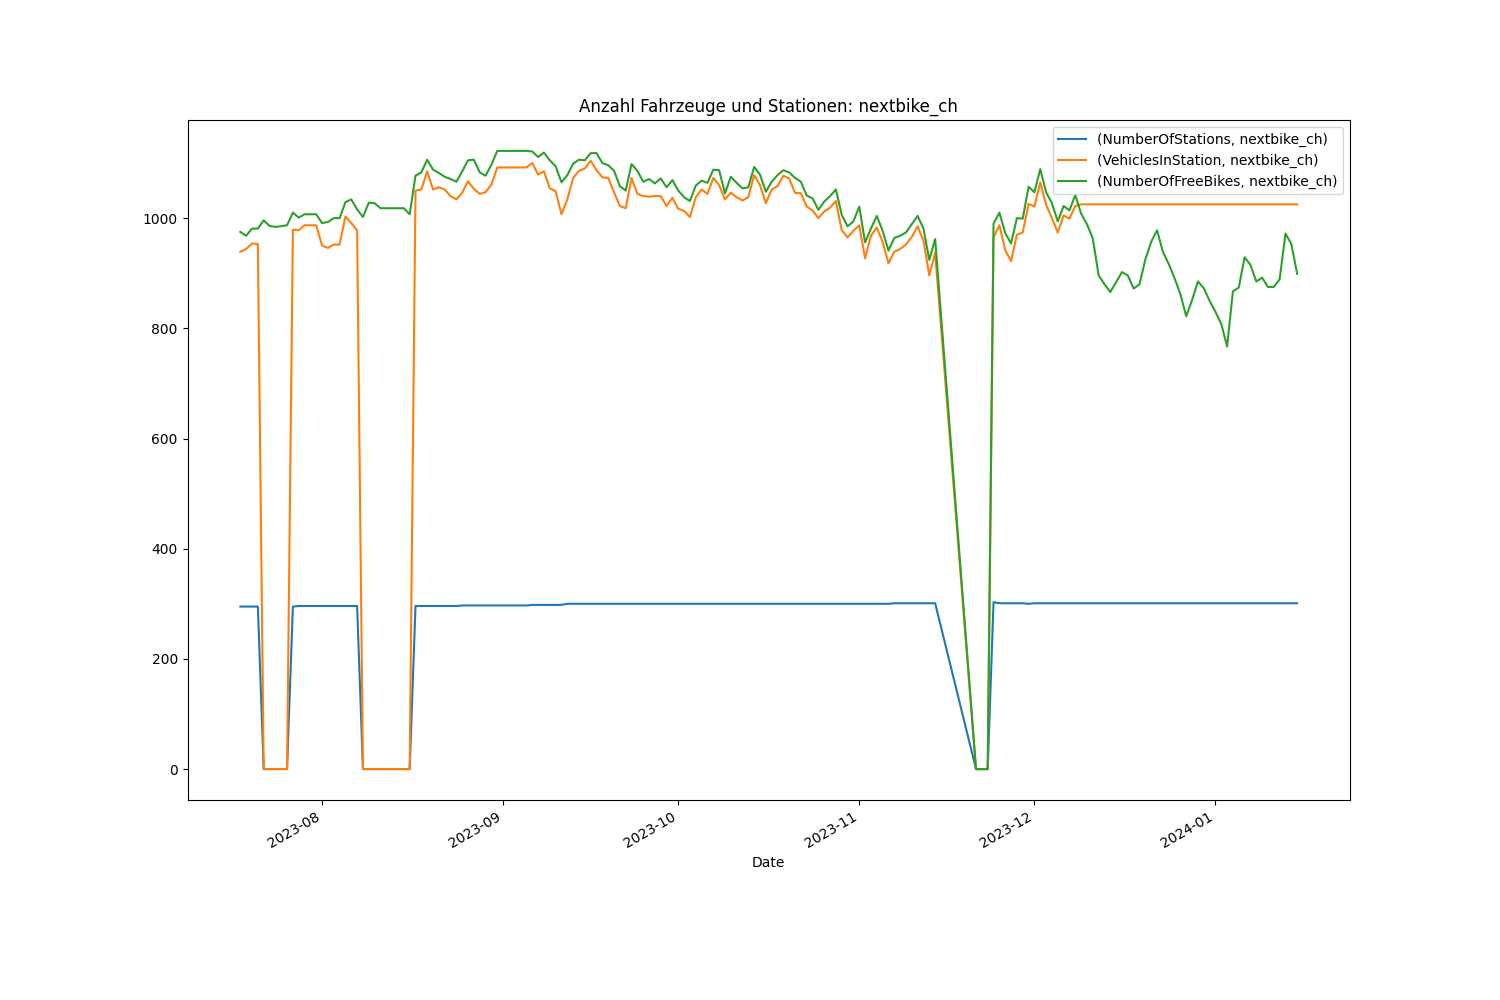 Anzahl Fahrzeuge und Stationen: nextbike_ch
(NumberOfStations, nextbike_ch)
(VehiclesInStation, nextbike_ch)
(NumberOfFreeBikes, nextbike_ch)
1000
800
600
400
200
0
2023-08
2023-09
2023-10
2023-11
2023-12
2024-01
Date